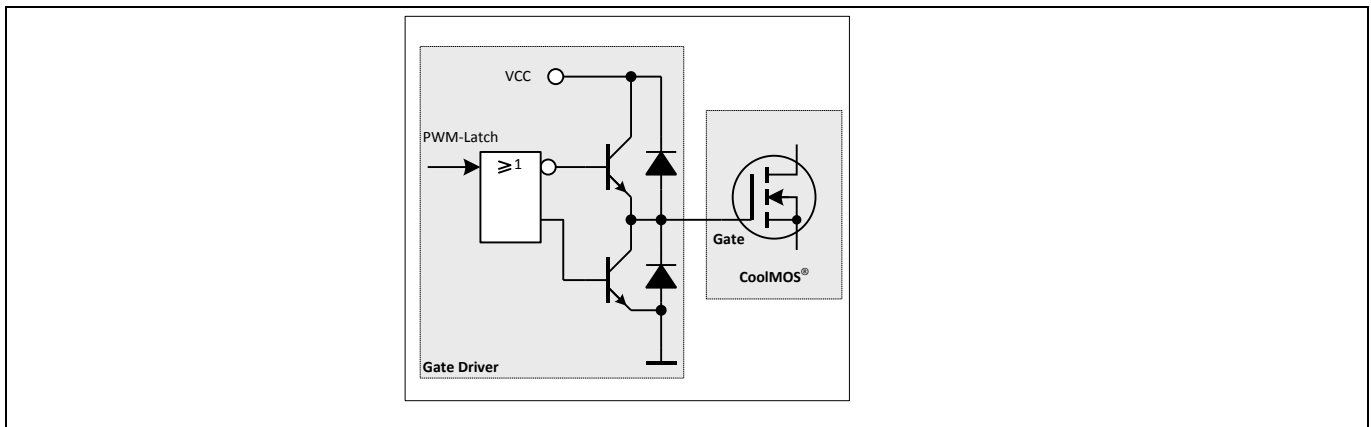 VCC
PWM-Latch
≥1
Gate
CoolMOS®
Gate Driver